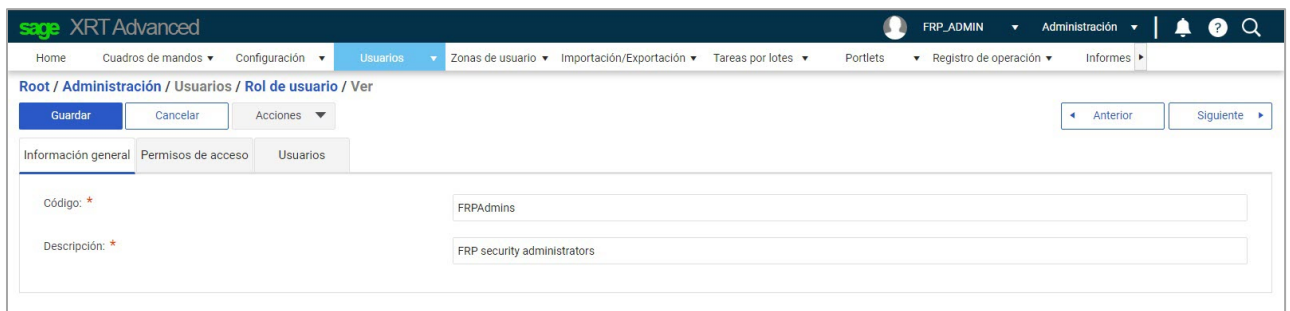 sage XRT Advanced FRP_ADMIN Administración
Home Cuadros de mandos Configuración Usuarios Zonas de usuario Importación/Exportación Tareas por lotes Portlets Registro de operación Informes
Root / Administración / Usuarios / Rol de usuario / Ver
Guardar Cancelar Acciones Anterior Siguiente
Información general Permisos de acceso Usuarios
Código: * FRPAdmins
Descripción: * FRP security administrators